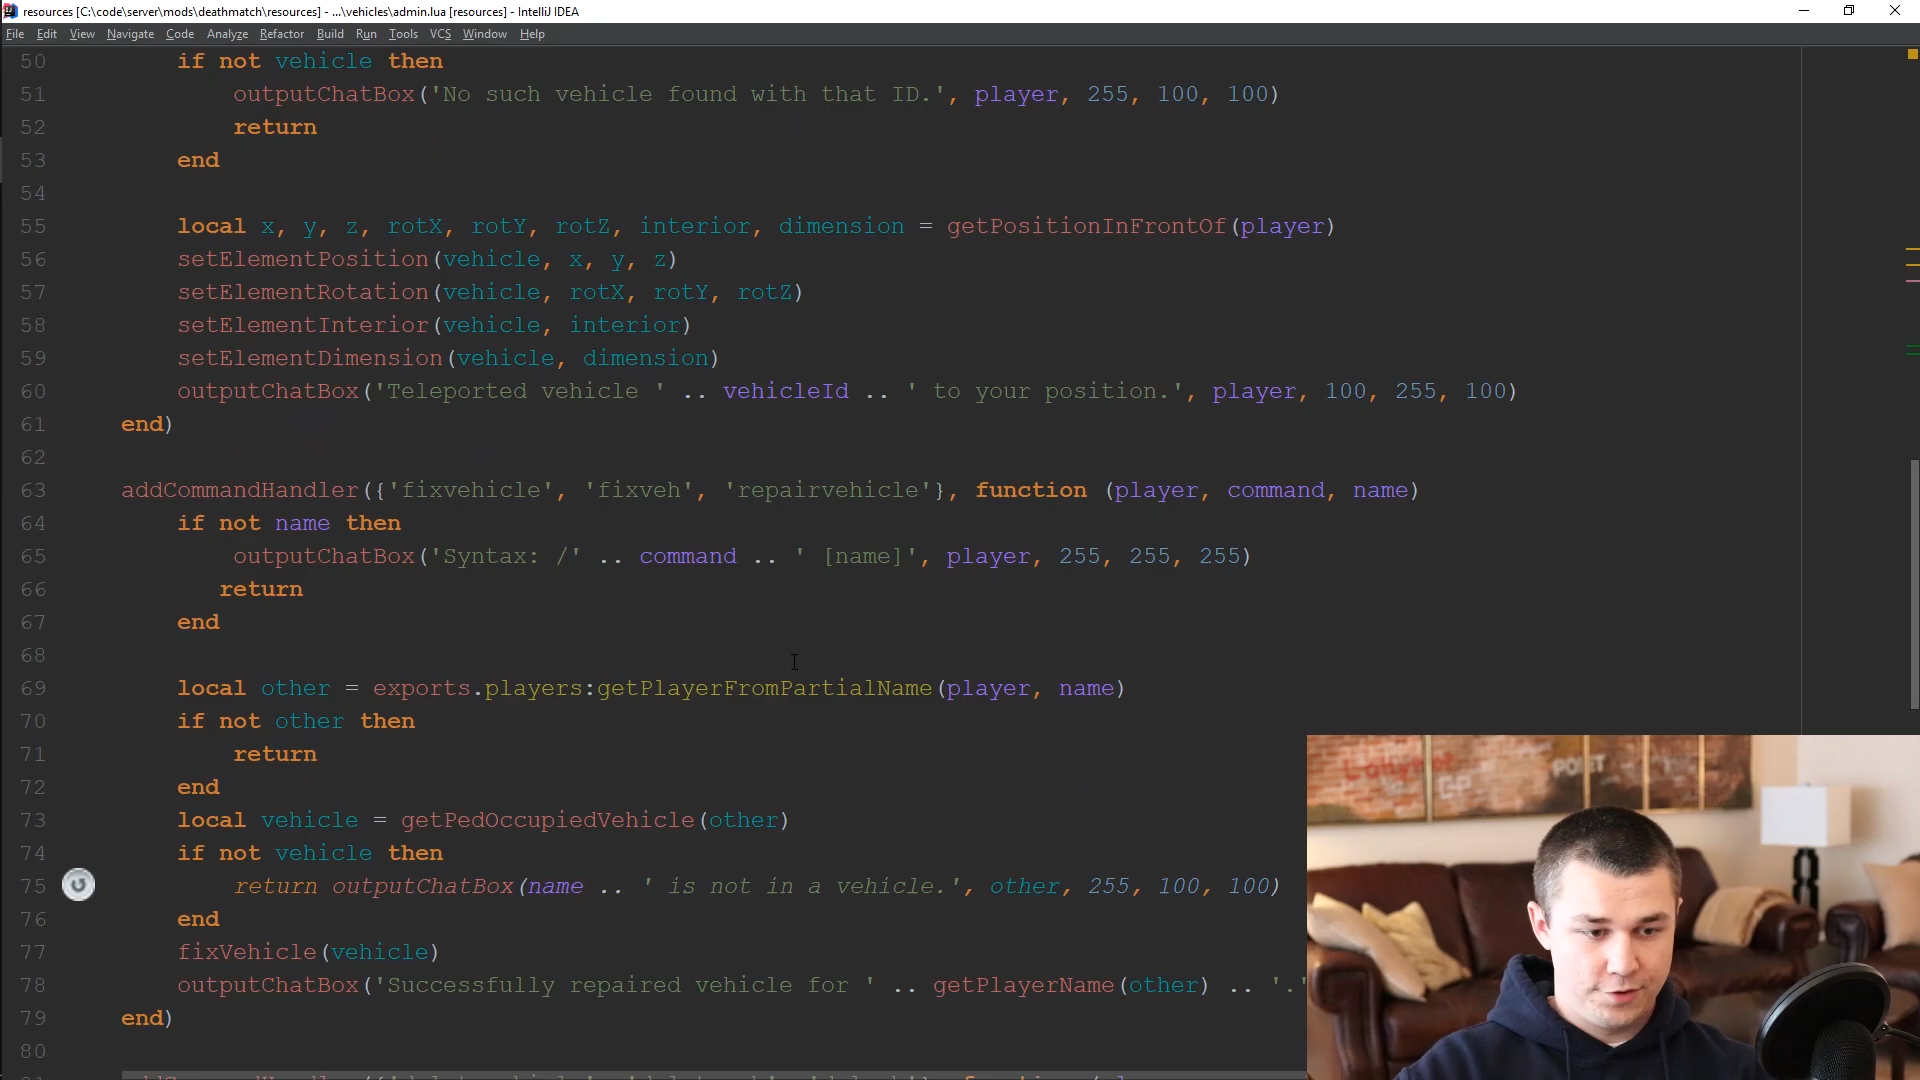 resources [C:\code\server\mods\deathmatch\resources] - ...\vehicles\admin.lua [resources] - IntelliJ IDEA
File Edit View Navigate Code Analyze Refactor Build Run Tools VCS Window Help
50 if not vehicle then
51 outputChatBox('No such vehicle found with that ID.', player, 255, 100, 100)
52 return
53 end
54
55 local x, y, z, rotX, rotY, rotZ, interior, dimension = getPositionInFrontOf(player)
56 setElementPosition(vehicle, x, y, z)
57 setElementRotation(vehicle, rotX, rotY, rotZ)
58 setElementInterior(vehicle, interior)
59 setElementDimension(vehicle, dimension)
60 outputChatBox('Teleported vehicle ' .. vehicleId .. ' to your position.', player, 100, 255, 100)
61 end)
62
63 addCommandHandler({'fixvehicle', 'fixveh', 'repairvehicle'}, function (player, command, name)
64 if not name then
65 outputChatBox('Syntax: /' .. command .. ' [name]', player, 255, 255, 255)
66 return
67 end
68
69 local other = exports.players:getPlayerFromPartialName(player, name)
70 if not other then
71 return
72 end
73 local vehicle = getPedOccupiedVehicle(other)
74 if not vehicle then
75 return outputChatBox(name .. ' is not in a vehicle.', other, 255, 100, 100)
76 end
77 fixVehicle(vehicle)
78 outputChatBox('Successfully repaired vehicle for ' .. getPlayerName(other) .. '.'
79 end)
80